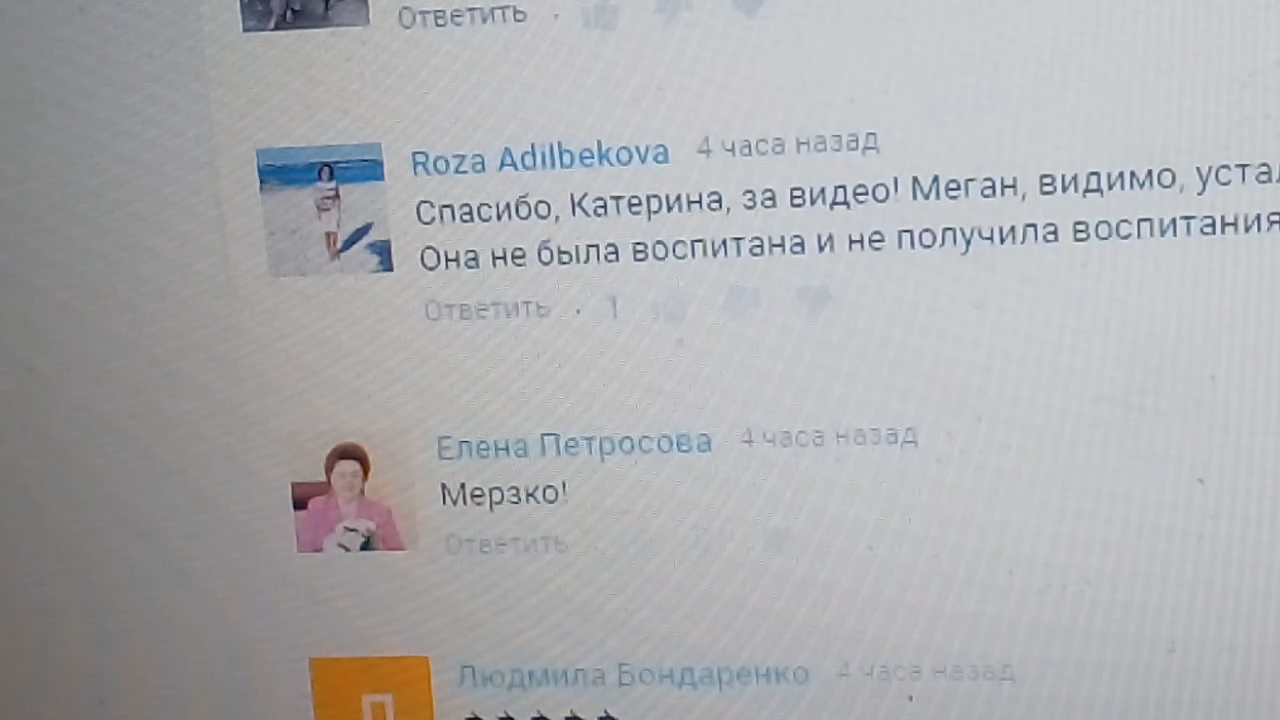 Ответить ·
Roza Adilbekova 4 часа назад
Спасибо, Катерина, за видео! Меган, видимо,
Она не была воспитана и не получила воспитания
Ответить · 1
Елена Петросова 4 часа назад
Мерзко!
Ответить
Людмила Бондаренко 4 часа назад